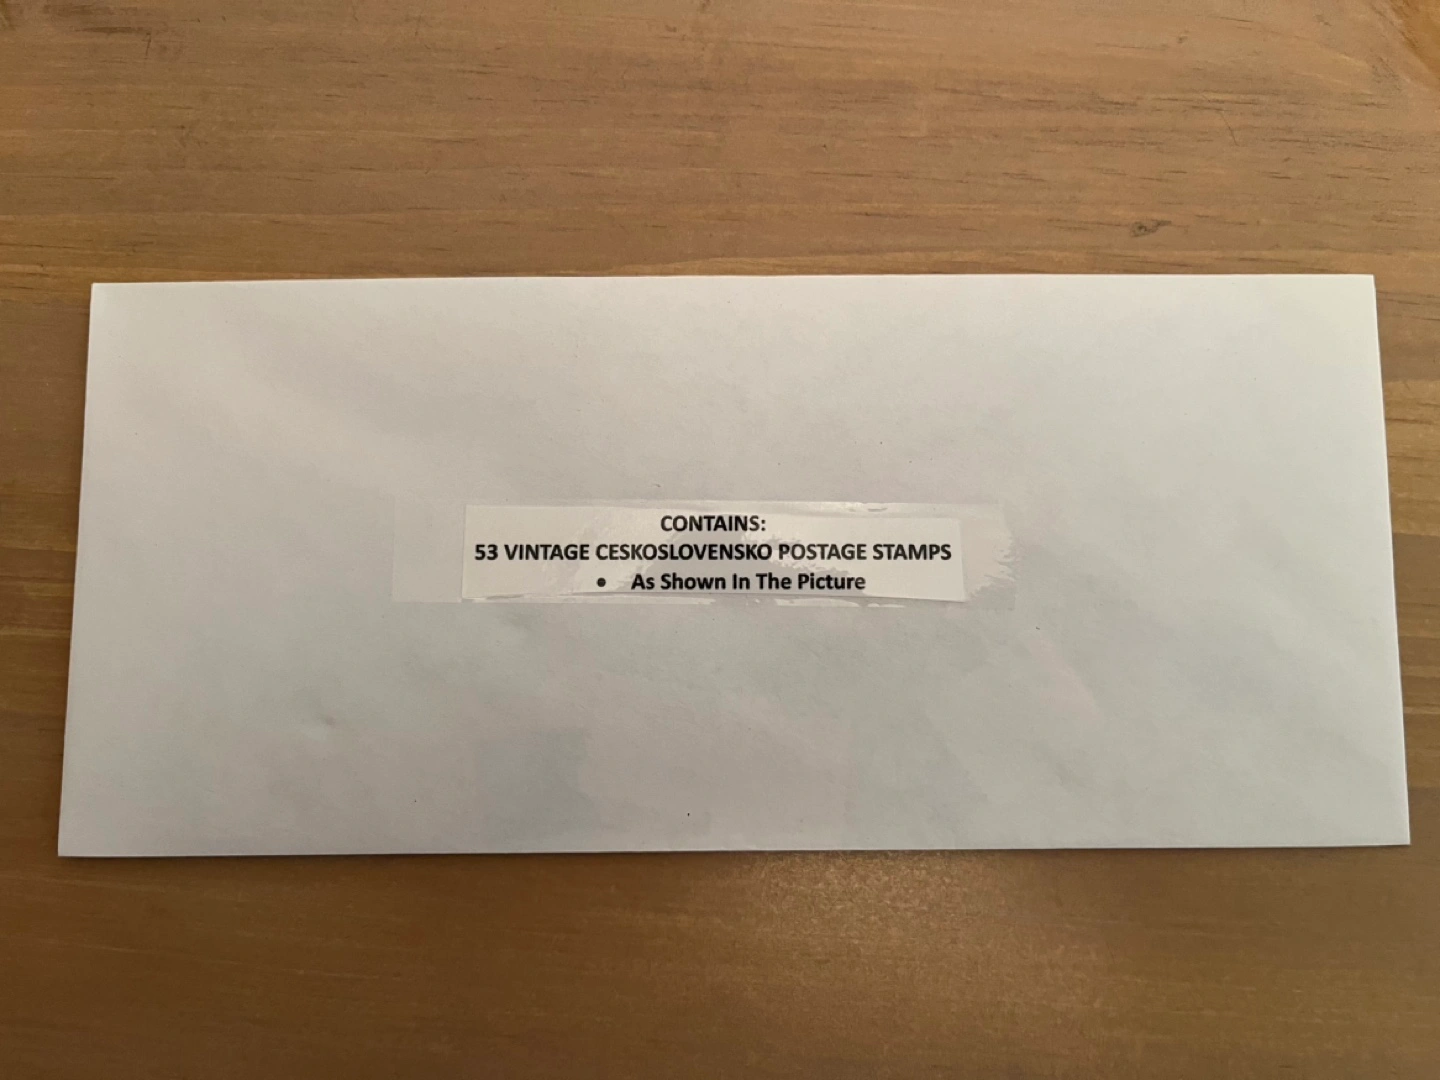 CONTAINS:
53 VINTAGE CESKOSLOVENSKO POSTAGE STAMPS
• As Shown In The Picture